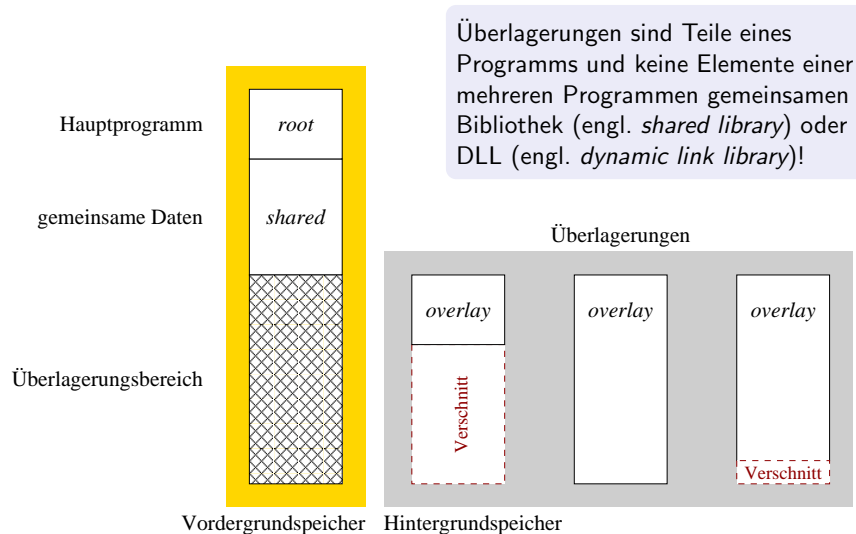 Überlagerungen sind Teile eines
Programms und keine Elemente einer
mehreren Programmen gemeinsamen
Bibliothek (engl. shared library) oder
DLL (engl. dynamic link library)!
Hauptprogramm
root
gemeinsame Daten
shared
Überlagerungsbereich
Überlagerungen
overlay
overlay
overlay
Verschnitt
Verschnitt
Vordergrundspeicher
Hintergrundspeicher